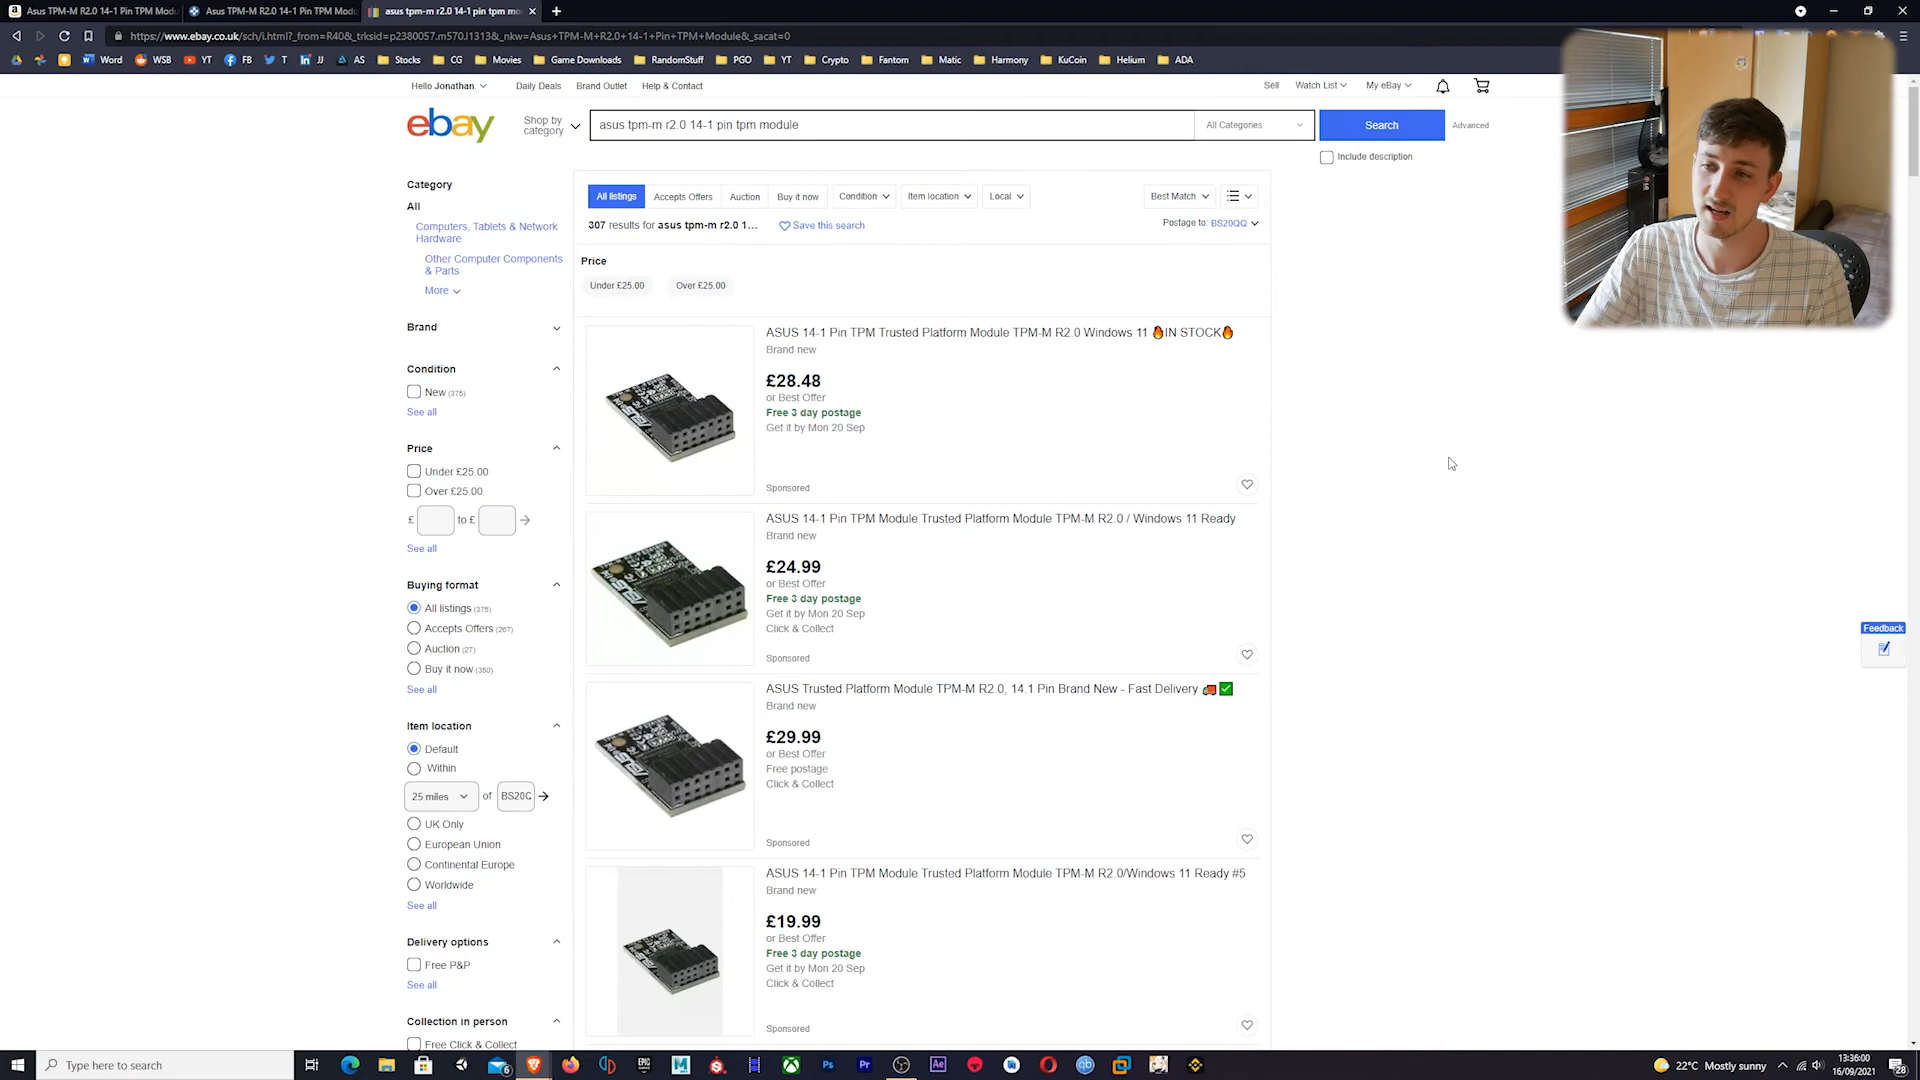 Asus TPM-M R2.0 14-1 Pin TPM Modu
Asus TPM-M R2.0 14-1 Pin TPM Modu
asus tpm-m r2.0 14-1 pin tpm mo
https://www.ebay.co.uk/sch/i.html?_from=R40&_trksid=p2380057.m570.l1313&_nkw=Asus+TPM-M+R2.0+14-1+Pin+TPM+Module&_sacat=0
Word WSB YT FB T JJ AS Stocks CG Movies Game Downloads RandomStuff PGO YT Crypto Fantom Matic Harmony KuCoin Helium ADA
Hello Jonathan. Daily Deals Brand Outlet Help & Contact Sell Watch List My eBay
ebay
Shop by category
asus tpm-m r2.0 14-1 pin tpm module
All Categories
Search
Advanced
Include description
Category
All
Computers, Tablets & Network
Hardware
Other Computer Components
& Parts
More
Brand
Condition
New (375)
See all
Price
Under £25.00
Over £25.00
£ to £
See all
Buying format
All listings (375)
Accepts Offers (267)
Auction (27)
Buy it now (350)
See all
Item location
Default
Within
25 miles of BS20Q
UK Only
European Union
Continental Europe
Worldwide
See all
Delivery options
Free P&P
See all
Collection in person
Free Click & Collect
All listings Accepts Offers Auction Buy it now Condition Item location Local Best Match
307 results for asus tpm-m r2.0 1... Save this search Postage to: BS20QQ
Price
Under £25.00 Over £25.00
ASUS 14-1 Pin TPM Trusted Platform Module TPM-M R2.0 Windows 11 🔥IN STOCK🔥
Brand new
£28.48
or Best Offer
Free 3 day postage
Get it by Mon 20 Sep
Sponsored
ASUS 14-1 Pin TPM Module Trusted Platform Module TPM-M R2.0 / Windows 11 Ready
Brand new
£24.99
or Best Offer
Free 3 day postage
Get it by Mon 20 Sep
Click & Collect
Sponsored
ASUS Trusted Platform Module TPM-M R2.0, 14.1 Pin Brand New - Fast Delivery 🚚 ✅
Brand new
£29.99
or Best Offer
Free postage
Click & Collect
Sponsored
ASUS 14-1 Pin TPM Module Trusted Platform Module TPM-M R2.0/Windows 11 Ready #5
Brand new
£19.99
or Best Offer
Free 3 day postage
Get it by Mon 20 Sep
Click & Collect
Sponsored
Feedback
Type here to search
22°C Mostly sunny
13:36:00
16/09/2021
28